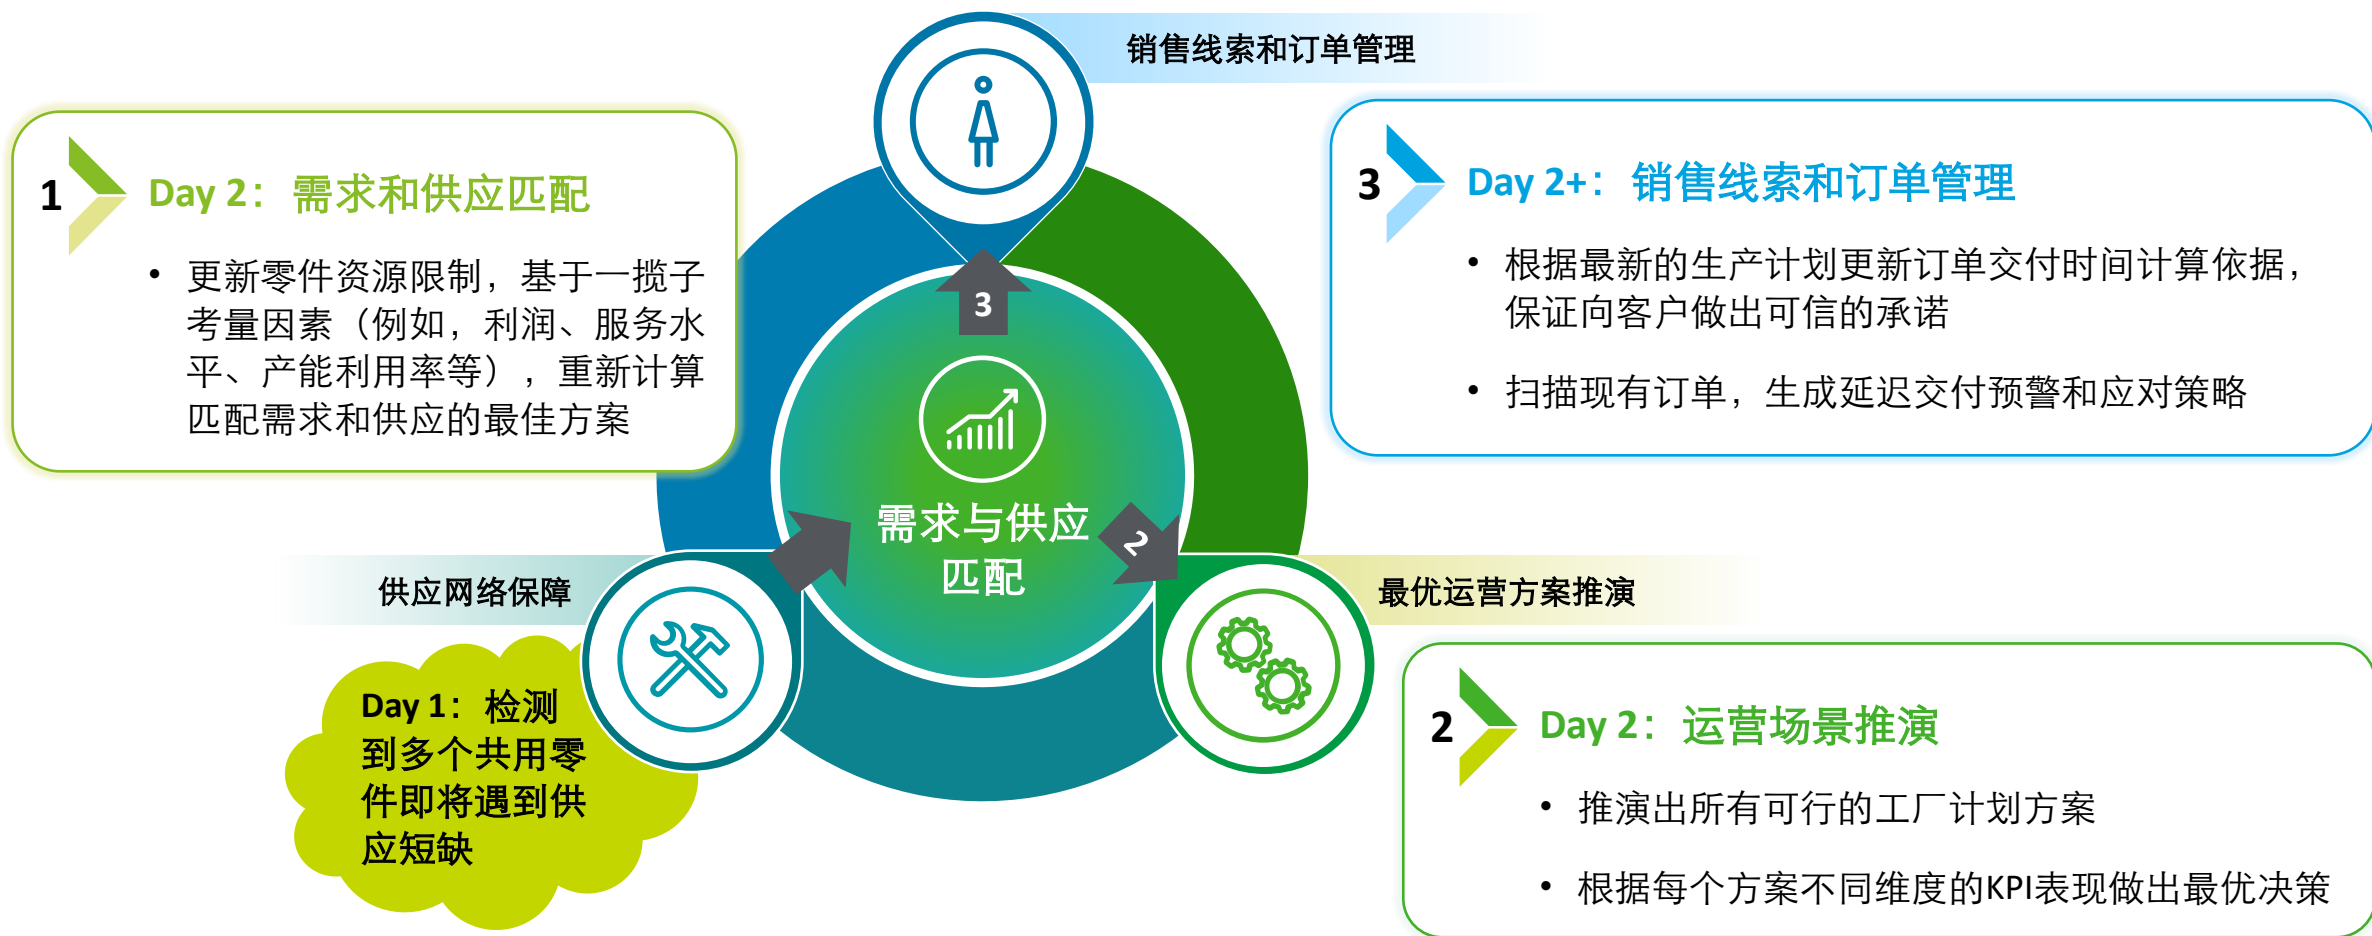 销售线索和订单管理
1
Day 2：需求和供应匹配
• 更新零件资源限制，基于一揽子
考量因素（例如，利润、服务水
平、产能利用率等），重新计算
匹配需求和供应的最佳方案
3
Day 2+：销售线索和订单管理
• 根据最新的生产计划更新订单交付时间计算依据，
保证向客户做出可信的承诺
• 扫描现有订单，生成延迟交付预警和应对策略
3
需求与供应
匹配
2
供应网络保障
最优运营方案推演
Day 1：检测
到多个共用零
件即将遇到供
应短缺
2
Day 2：运营场景推演
• 推演出所有可行的工厂计划方案
• 根据每个方案不同维度的KPI表现做出最优决策